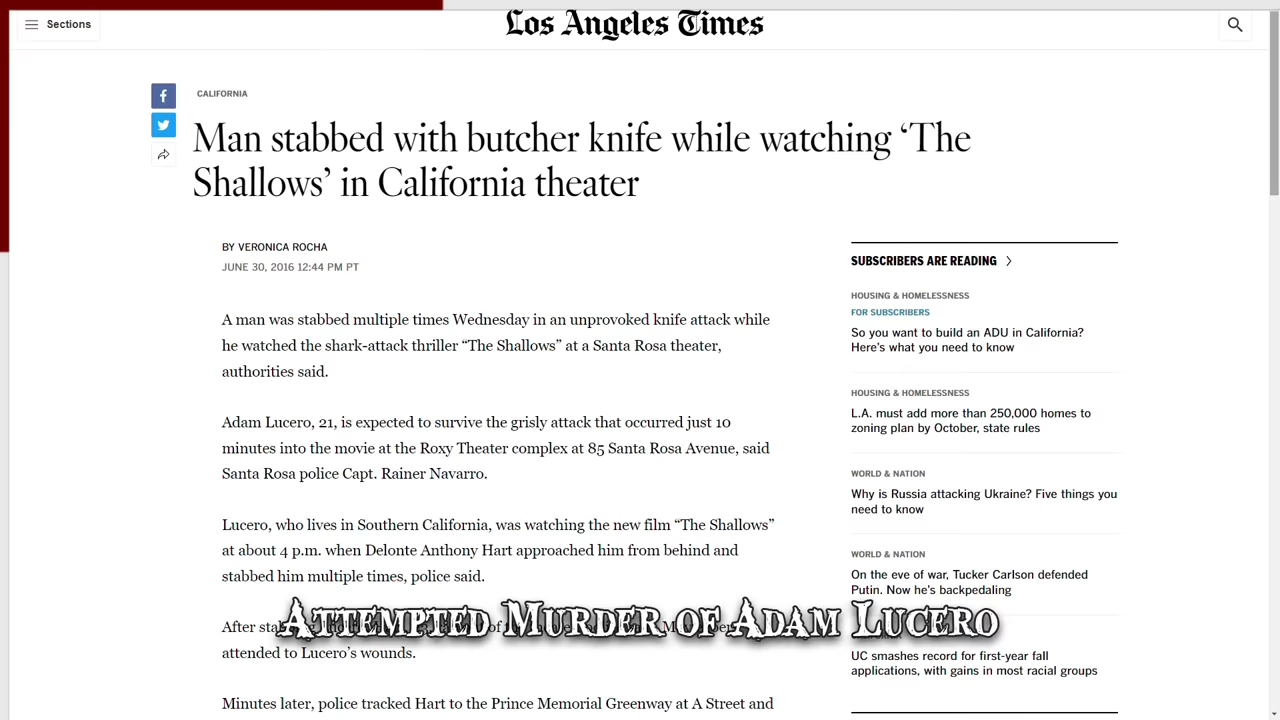 Sections
Los Angeles Times
CALIFORNIA
Man stabbed with butcher knife while watching ‘The
Shallows’ in California theater
BY VERONICA ROCHA
JUNE 30, 2016 12:44 PM PT
A man was stabbed multiple times Wednesday in an unprovoked knife attack while
he watched the shark-attack thriller “The Shallows” at a Santa Rosa theater,
authorities said.
Adam Lucero, 21, is expected to survive the grisly attack that occurred just 10
minutes into the movie at the Roxy Theater complex at 85 Santa Rosa Avenue, said
Santa Rosa police Capt. Rainer Navarro.
Lucero, who lives in Southern California, was watching the new film “The Shallows”
at about 4 p.m. when Delonte Anthony Hart approached him from behind and
stabbed him multiple times, police said.
After
attended to Lucero’s wounds.
Minutes later, police tracked Hart to the Prince Memorial Greenway at A Street and
Attempted Murder of Adam Lucero
SUBSCRIBERS ARE READING
HOUSING & HOMELESSNESS
FOR SUBSCRIBERS
So you want to build an ADU in California?
Here’s what you need to know
HOUSING & HOMELESSNESS
L.A. must add more than 250,000 homes to
zoning plan by October, state rules
WORLD & NATION
Why is Russia attacking Ukraine? Five things you
need to know
WORLD & NATION
On the eve of war, Tucker Carlson defended
Putin. Now he’s backpedaling
UC smashes record for first-year fall
applications, with gains in most racial groups